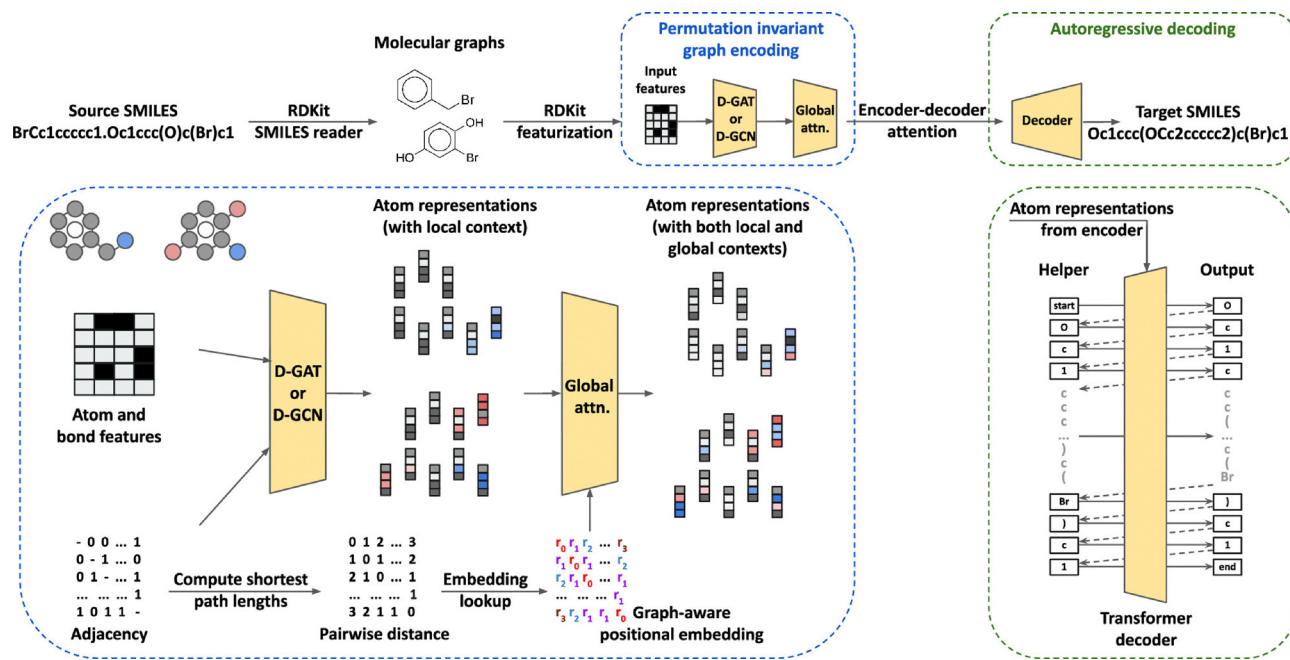 Permutation invariant
graph encoding
Autoregressive decoding
Molecular graphs
Source SMILES
BrCc1ccccc1.Oc1ccc(O)c(Br)c1
RDKit
SMILES reader
Br
OH
HO
Br
RDKit
featurization
Input
features
D-GAT
or
D-GCN
Global
attn.
Encoder-decoder
attention
Decoder
Target SMILES
Oc1ccc(OCc2ccccc2)c(Br)c1
Atom representations
(with local context)
Atom representations
(with both local and
global contexts)
Atom and
bond features
D-GAT
or
D-GCN
Global
attn.
- 0 0 ... 1
0 - 1 ... 0
0 1 - ... 1
... ... ... 1
1 0 1 1 -
Adjacency
Compute shortest
path lengths
0 1 2 ... 3
1 0 1 ... 2
2 1 0 ... 1
... ... ... 1
3 2 1 1 0
Pairwise distance
Embedding
lookup
r0 r1 r2 ... r3
r1 r0 r1 ... r2
r2 r1 r0 ... r1
... ... ... r1
r3 r2 r1 r1 r0
Graph-aware
positional embedding
Atom representations
from encoder
Helper
Output
start
O
O
c
c
1
1
c
c
c
c
c
c
(
...
...
)
c
c
(
(
Br
Br
)
)
c
c
1
1
end
Transformer
decoder